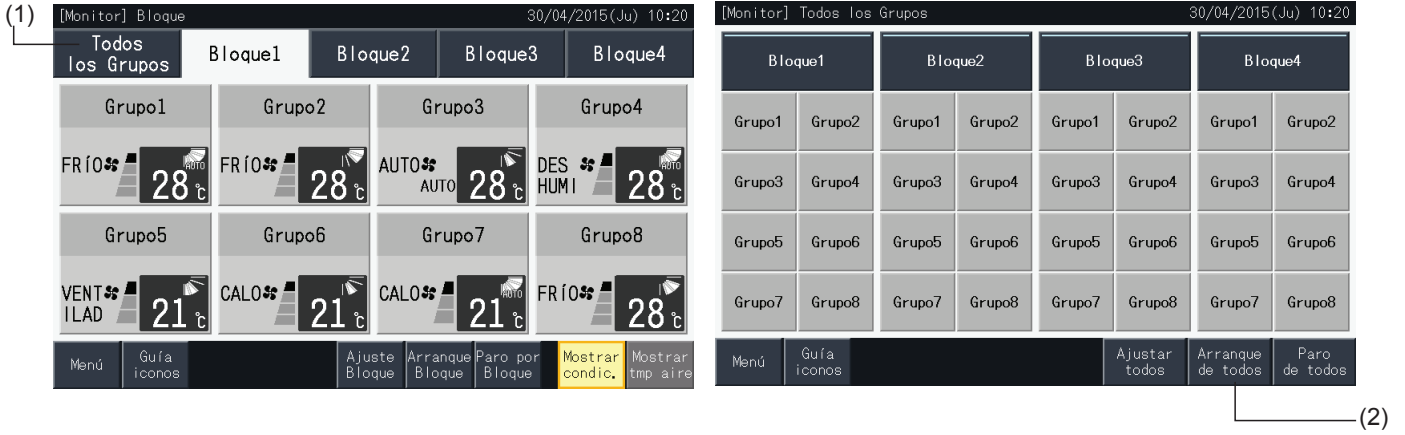 (1)
[Monitor] Bloque 30/04/2015(Ju) 10:20
Todos
los Grupos
Bloque1 Bloque2 Bloque3 Bloque4
Grupo1 Grupo2 Grupo3 Grupo4
FRÍO AUTO 28 °C
FRÍO 28 °C
AUTO AUTO 28 °C
DES
HUMI AUTO 28 °C
Grupo5 Grupo6 Grupo7 Grupo8
VENT
ILAD 21 °C
CALO 21 °C
CALO AUTO 21 °C
FRÍO 28 °C
Menú
Guía
iconos
Ajuste
Bloque
Arranque
Bloque
Paro por
Bloque
Mostrar
condic.
Mostrar
tmp aire
[Monitor] Todos los Grupos 30/04/2015(Ju) 10:20
Bloque1 Bloque2 Bloque3 Bloque4
Grupo1 Grupo2 Grupo1 Grupo2 Grupo1 Grupo2 Grupo1 Grupo2
Grupo3 Grupo4 Grupo3 Grupo4 Grupo3 Grupo4 Grupo3 Grupo4
Grupo5 Grupo6 Grupo5 Grupo6 Grupo5 Grupo6 Grupo5 Grupo6
Grupo7 Grupo8 Grupo7 Grupo8 Grupo7 Grupo8 Grupo7 Grupo8
Menú
Guía
iconos
Ajustar
todos
Arranque
de todos
Paro
de todos
(2)